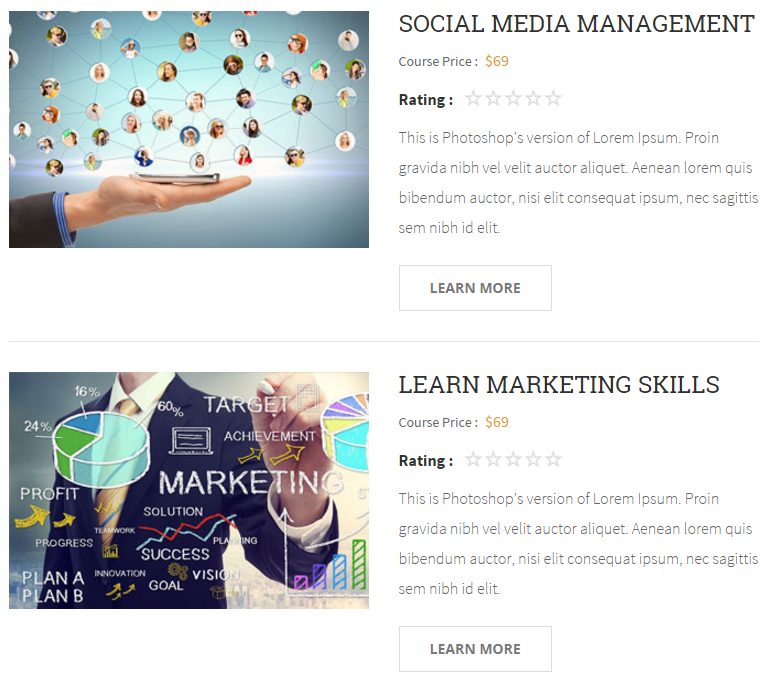 SOCIAL MEDIA MANAGEMENT
Course Price : $69
Rating :
This is Photoshop's version of Lorem Ipsum. Proin
gravida nibh vel velit auctor aliquet. Aenean lorem quis
bibendum auctor, nisi elit consequat ipsum, nec sagittis
sem nibh id elit.
LEARN MORE
16%
60%
24%
TARGET
ACHIEVEMENT
MARKETING
PROFIT
SOLUTION
TEAMWORK
PROGRESS
PLANNING
SUCCESS
PLAN A
PLAN B
INNOVATION
VISION
GOAL
LEARN MARKETING SKILLS
Course Price : $69
Rating :
This is Photoshop's version of Lorem Ipsum. Proin
gravida nibh vel velit auctor aliquet. Aenean lorem quis
bibendum auctor, nisi elit consequat ipsum, nec sagittis
sem nibh id elit.
LEARN MORE